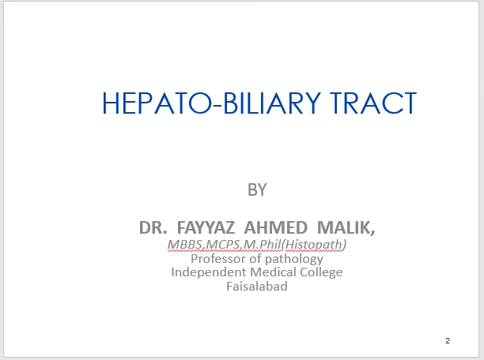 HEPATO-BILIARY TRACT
BY
DR. FAYYAZ AHMED MALIK,
MBBS,MCPS,M.Phil(Histopath)
Professor of pathology
Independent Medical College
Faisalabad
2